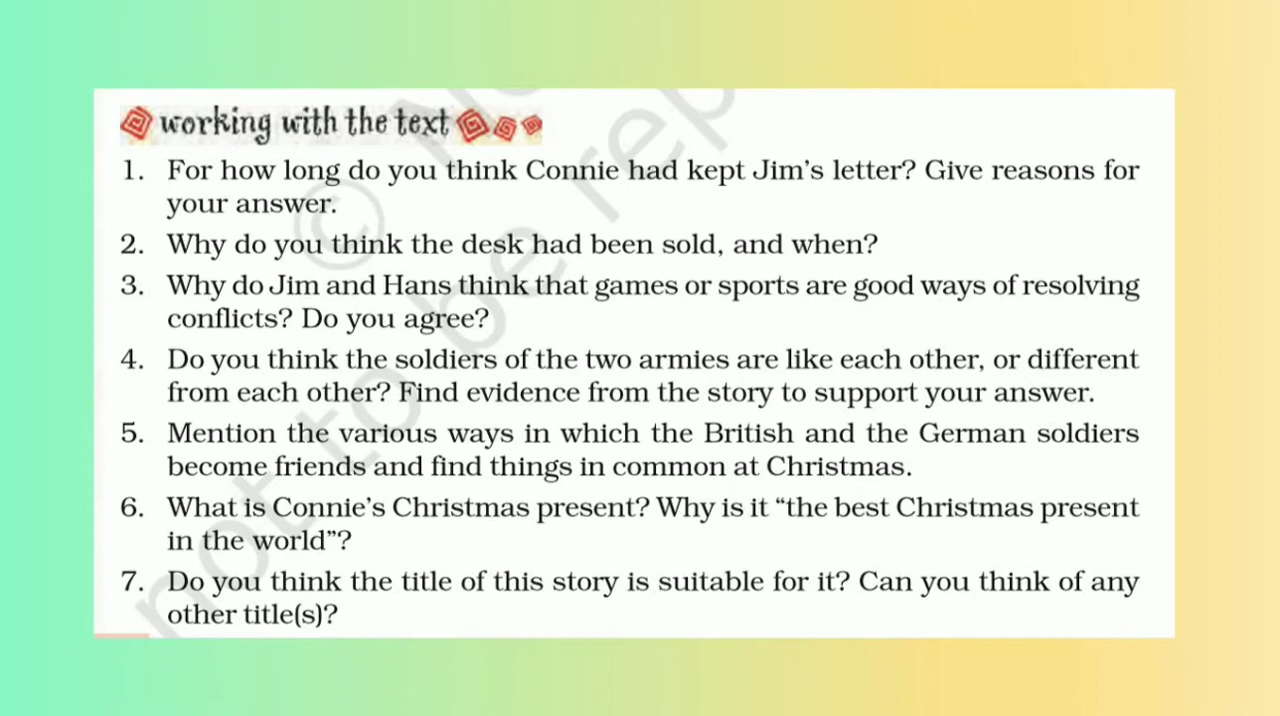 working with the text
1. For how long do you think Connie had kept Jim's letter? Give reasons for
your answer.
2. Why do you think the desk had been sold, and when?
3. Why do Jim and Hans think that games or sports are good ways of resolving
conflicts? Do you agree?
4. Do you think the soldiers of the two armies are like each other, or different
from each other? Find evidence from the story to support your answer.
5. Mention the various ways in which the British and the German soldiers
become friends and find things in common at Christmas.
6. What is Connie's Christmas present? Why is it “the best Christmas present
in the world”?
7. Do you think the title of this story is suitable for it? Can you think of any
other title(s)?
© 
not to be rep